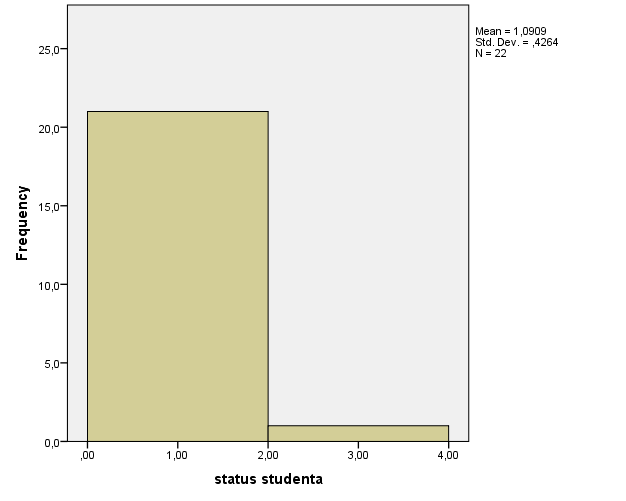 Mean = 1,0909
Std. Dev. = ,4264
N = 22
25,0
20,0
15,0
10,0
5,0
0,0
Frequency
,00
1,00
2,00
3,00
4,00
status studenta